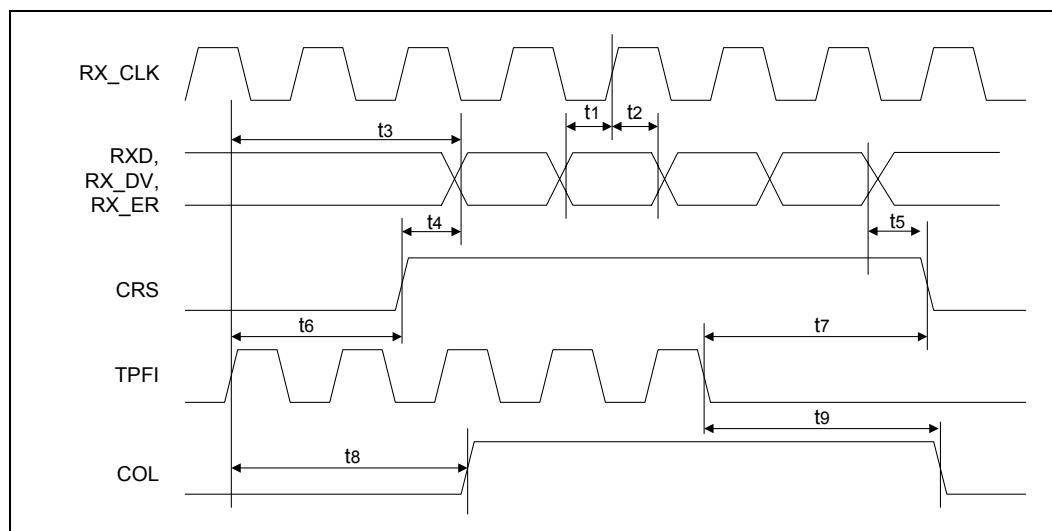 RX_CLK
t1
t2
t3
RXD,
RX_DV,
RX_ER
t4
t5
CRS
t6
t7
TPFI
t9
t8
COL